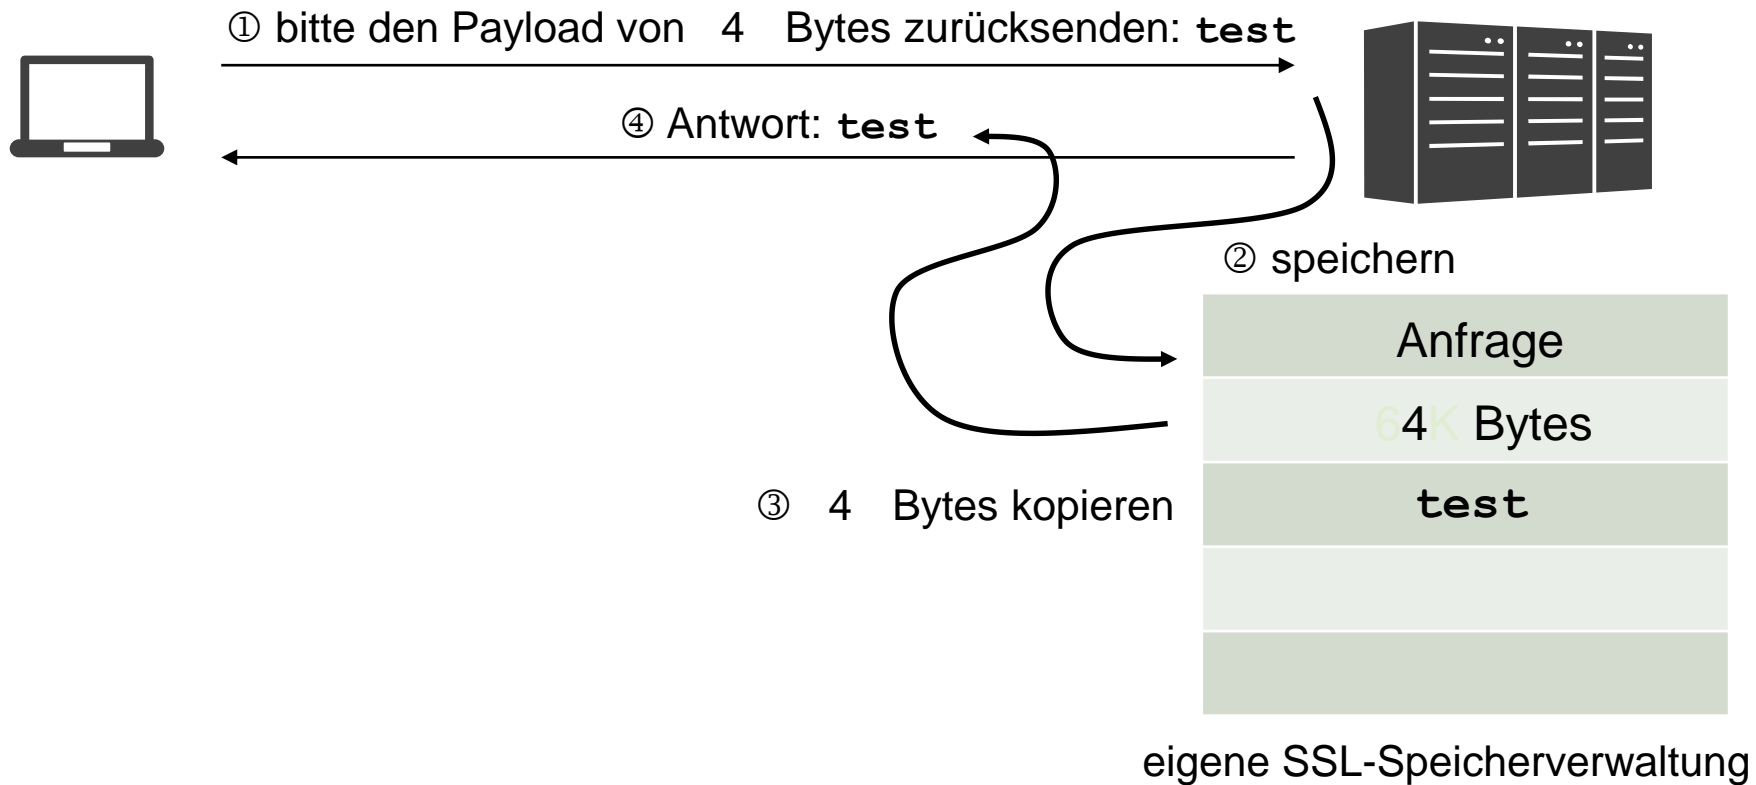 ① bitte den Payload von 4 Bytes zurücksenden: test
④ Antwort: test
② speichern
Anfrage
64K Bytes
③ 4 Bytes kopieren
test
eigene SSL-Speicherverwaltung